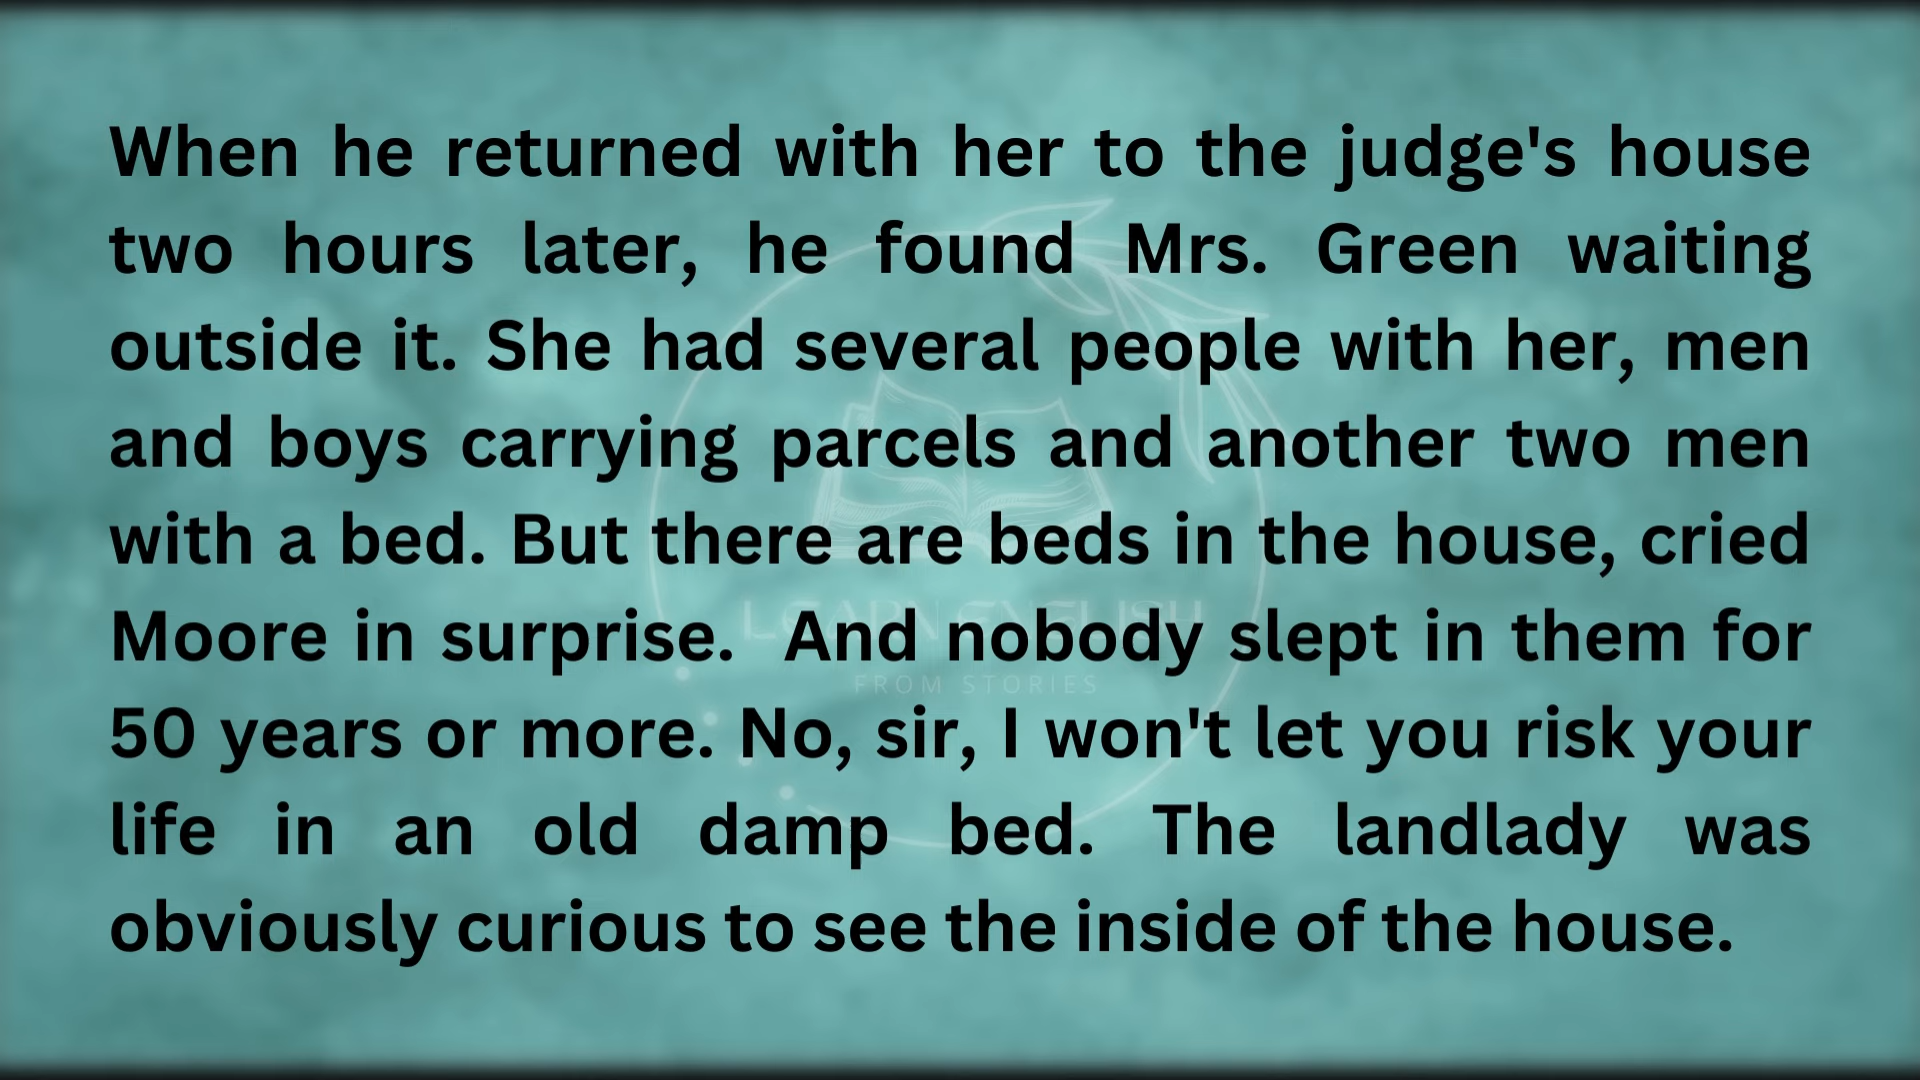 When he returned with her to the judge's house
two hours later, he found Mrs. Green waiting
outside it. She had several people with her, men
and boys carrying parcels and another two men
with a bed. But there are beds in the house, cried
Moore in surprise.  And nobody slept in them for
50 years or more. No, sir, I won't let you risk your
life in an old damp bed. The landlady was
obviously curious to see the inside of the house.
LEARN ENGLISH
FROM STORIES